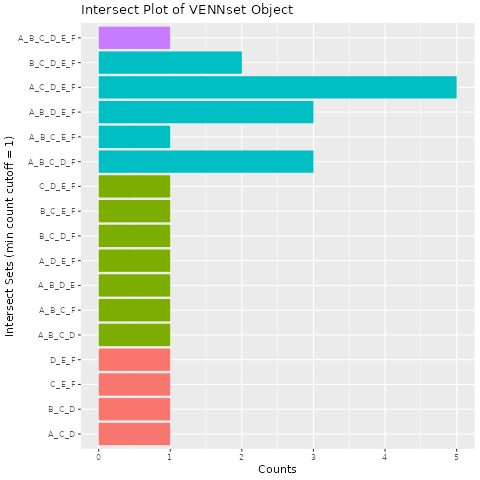 Intersect Plot of VENNset Object
Intersect Sets (min count cutoff = 1)
A_B_C_D_E_F
B_C_D_E_F
A_C_D_E_F
A_B_D_E_F
A_B_C_E_F
A_B_C_D_F
C_D_E_F
B_C_E_F
B_C_D_F
A_D_E_F
A_B_D_E
A_B_C_F
A_B_C_D
D_E_F
C_E_F
B_C_D
A_C_D
0 1 2 3 4 5
Counts